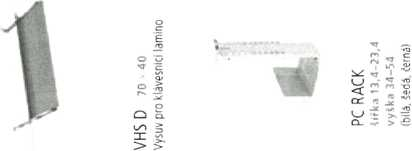 VHS D 70 - 40
Výsuv pro klávesnici lamino
PC RACK
šířka 13,4-23,4
výška 34-54
(bílá, šedá, černá)